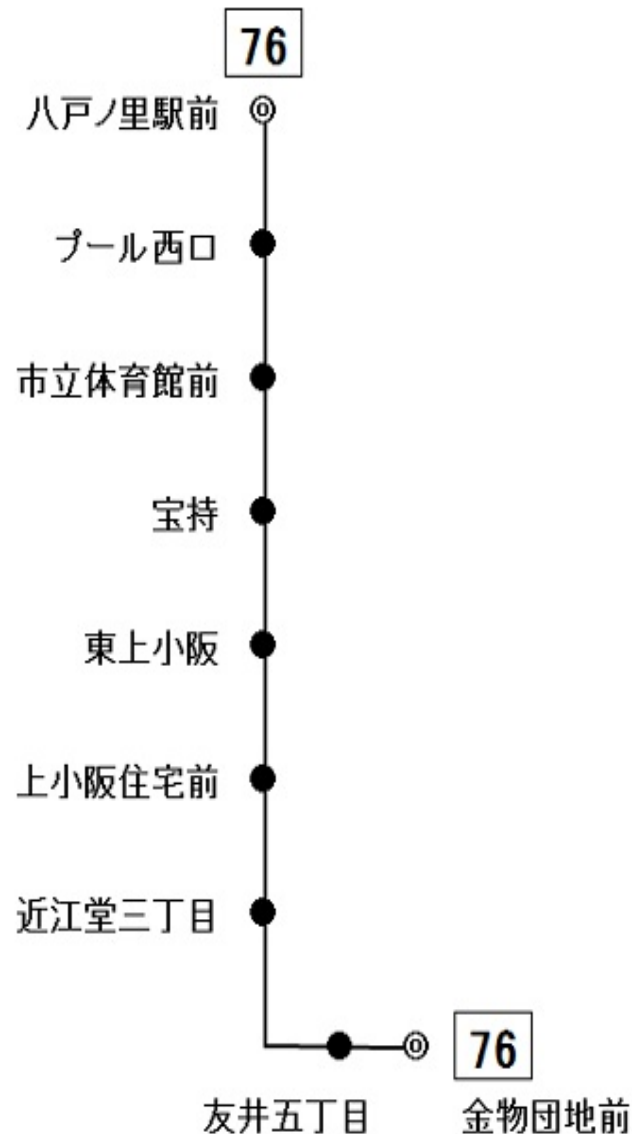 76
八戸ノ里駅前
プール西口
市立体育館前
宝持
東上小阪
上小阪住宅前
近江堂三丁目
76
友井五丁目
金物団地前